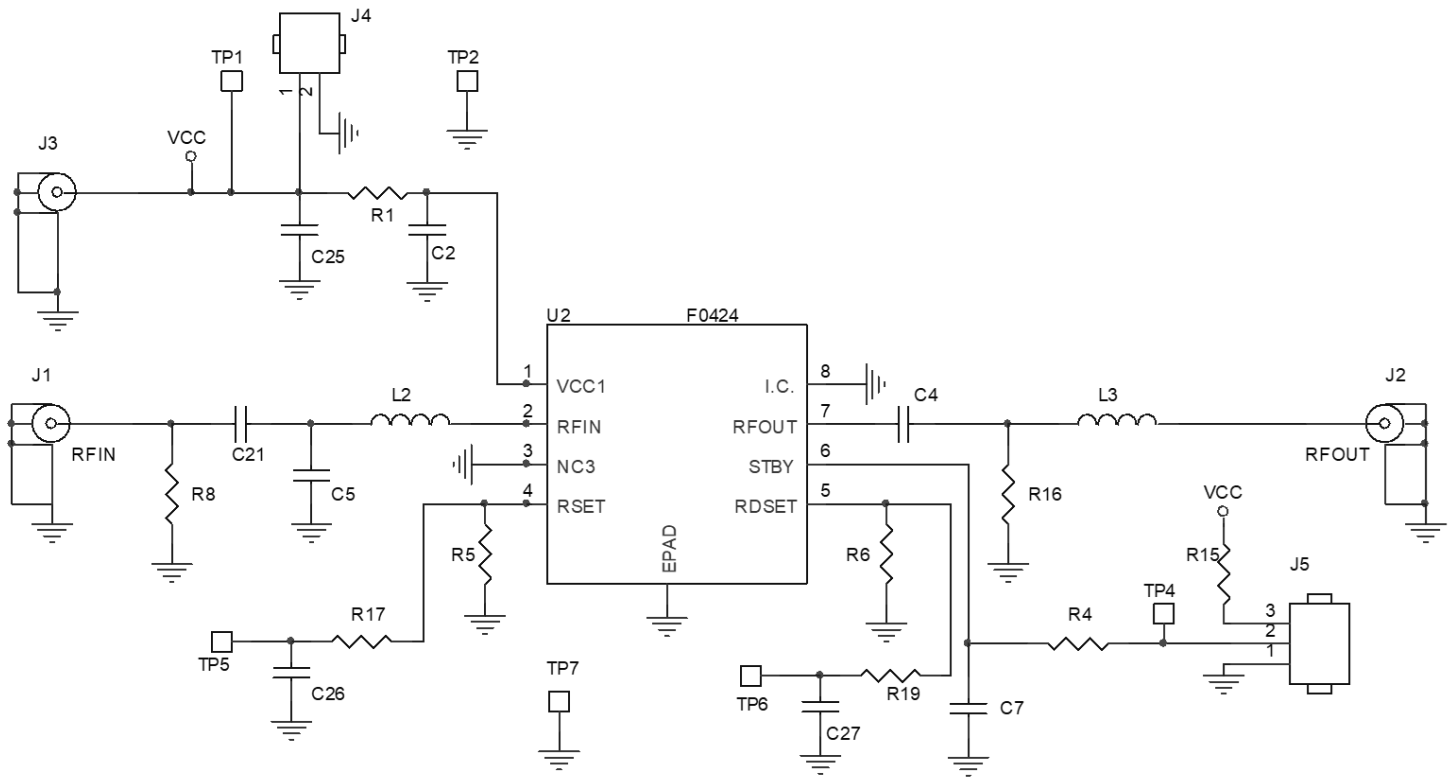 J4
TP1
TP2
1
2
J3
VCC
R1
C25
C2
U2 F0424
J1
L2
1 VCC1
I.C. 8
C4
L3
J2
2 RFIN
RFOUT 7
RFIN
C21
RFOUT
3 NC3
STBY 6
R8
C5
R16
VCC
4 RSET
RDSET 5
R5
EPAD
R6
R15
J5
TP4
R17
R4
3
2
1
TP5
TP7
C26
TP6
R19
C7
C27